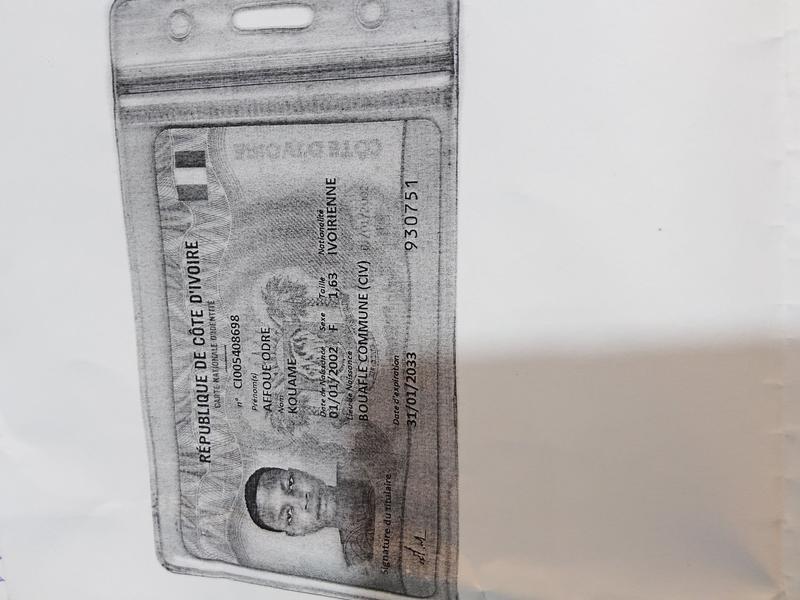 RÉPUBLIQUE DE CÔTE D'IVOIRE
CARTE NATIONALE D'IDENTITÉ
CÔTE D'IVOIRE
n° CI005408698
Prénom(s)
AFFOUE ODRE
Nom
KOUAME
Date de Naissance Sexe Taille Nationalité
01/01/2002 F 1,63 IVOIRIENNE
Lieu de Naissance
BOUAFLE COMMUNE (CIV)
Date d'expiration
31/01/2033
930751
Signature du titulaire